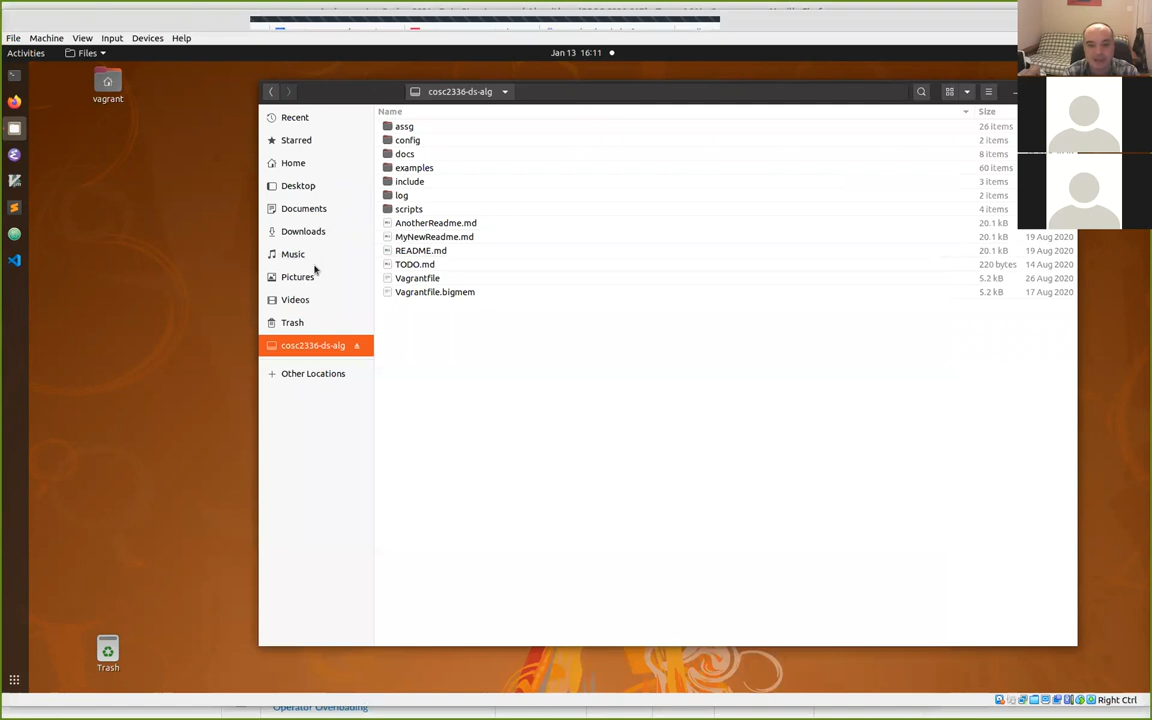 File Machine View Input Devices Help
Activities Files Jan 13 16:11
vagrant
cosc2336-ds-alg
Name Size
Recent
Starred
Home
Desktop
Documents
Downloads
Music
Pictures
Videos
Trash
cosc2336-ds-alg
Other Locations
assg 26 items
config 2 items
docs 8 items
examples 60 items
include 3 items
log 2 items
scripts 4 items
AnotherReadme.md 20.1 kB
MyNewReadme.md 20.1 kB 19 Aug 2020
README.md 20.1 kB 19 Aug 2020
TODO.md 220 bytes 14 Aug 2020
Vagrantfile 5.2 kB 26 Aug 2020
Vagrantfile.bigmem 5.2 kB 17 Aug 2020
Trash
Right Ctrl
Operator Overloading